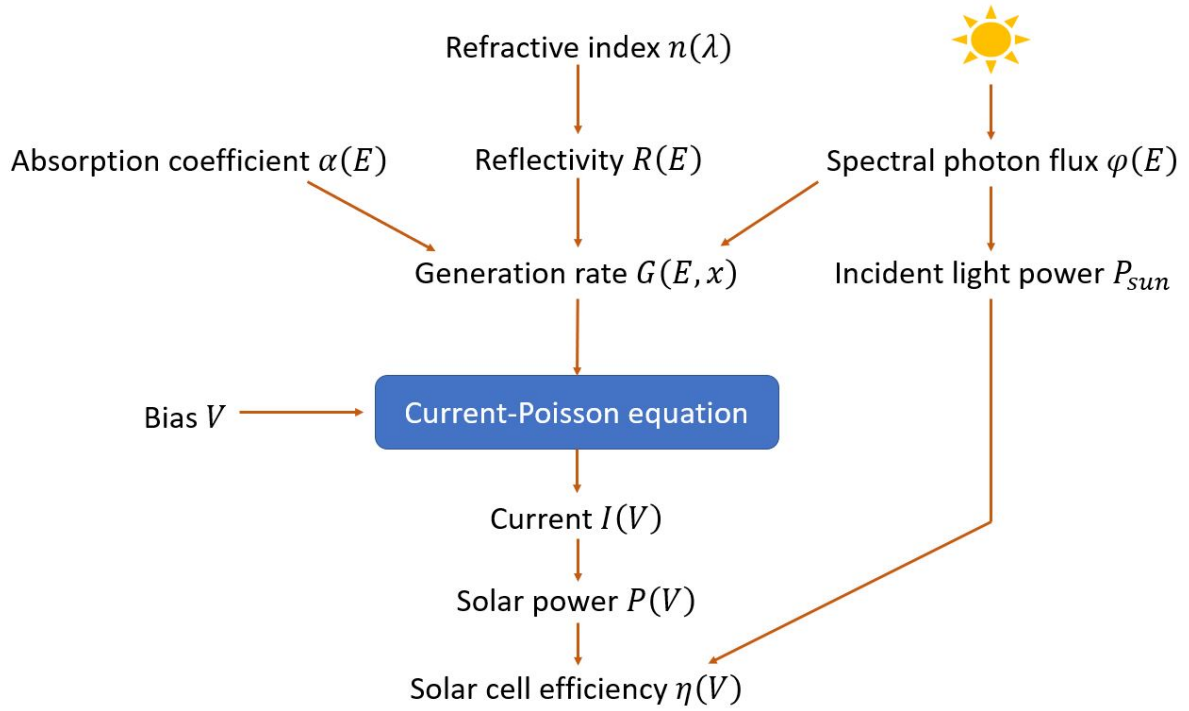 Refractive index n(λ)
Absorption coefficient α(E)
Reflectivity R(E)
Spectral photon flux φ(E)
Generation rate G(E, x)
Incident light power P_sun
Bias V
Current-Poisson equation
Current I(V)
Solar power P(V)
Solar cell efficiency η(V)